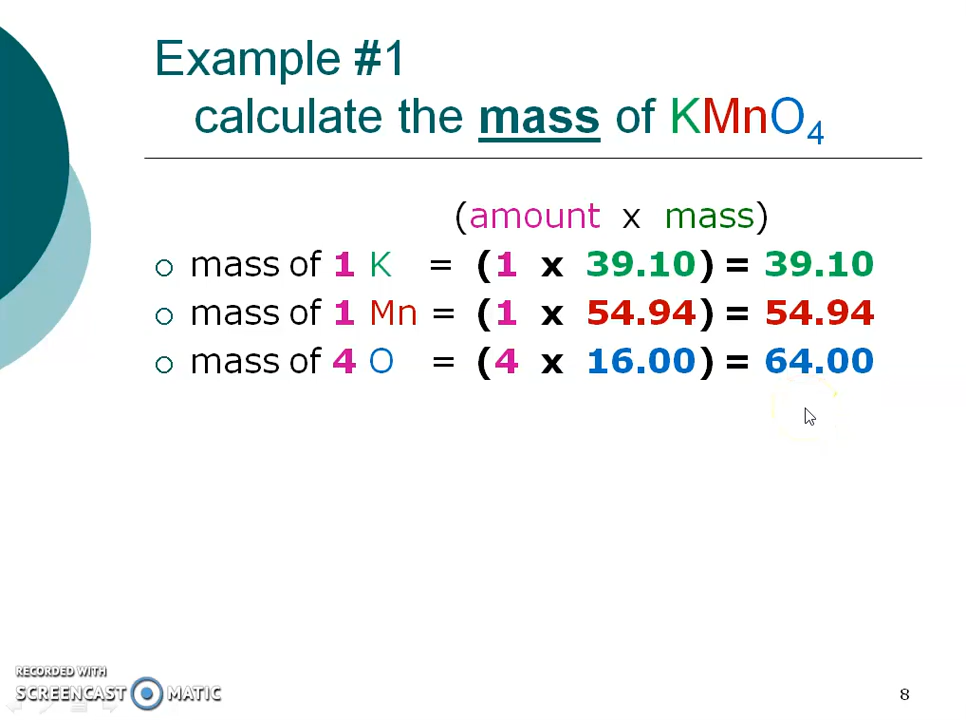 Example #1
calculate the mass of KMnO₄
(amount x mass)
mass of 1 K = (1 x 39.10) = 39.10
mass of 1 Mn = (1 x 54.94) = 54.94
mass of 4 O = (4 x 16.00) = 64.00
RECORDED WITH
SCREENCAST MATIC
8